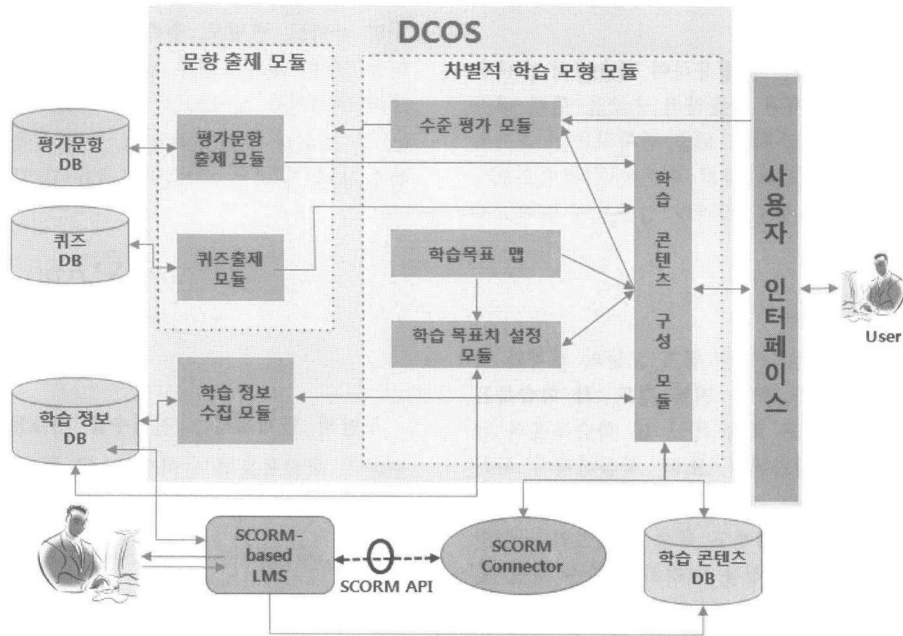 DCOS
문항 출제 모듈
차별적 학습 모형 모듈
평가문항
DB
평가문항
출제 모듈
수준 평가 모듈
퀴즈
DB
퀴즈출제
모듈
학습목표 맵
학습 목표치 설정
모듈
학습 콘텐츠 구성 모듈
사용자 인터페이스
User
학습 정보
DB
학습 정보
수집 모듈
SCORM-
based
LMS
SCORM API
SCORM
Connector
학습 콘텐츠
DB